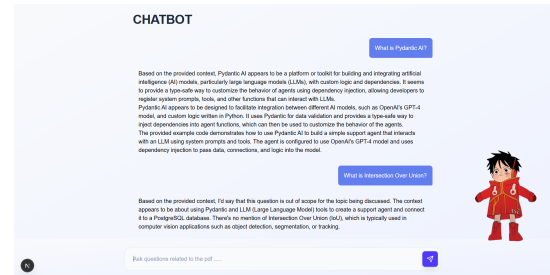 CHATBOT
What is Pydantic AI?
Based on the provided context, Pydantic AI appears to be a platform or toolkit for building and integrating artificial
intelligence (AI) models, particularly large language models (LLMs), with custom logic and dependencies. It seems
to provide a type-safe way to customize the behavior of agents using dependency injection, allowing developers to
register system prompts, tools, and other functions that can interact with LLMs.
Pydantic AI appears to be designed to facilitate integration between different AI models, such as OpenAI's GPT-4
model, and custom logic written in Python. It uses Pydantic for data validation and provides a type-safe way to
inject dependencies into agent functions, which can then be used to customize the behavior of the agents.
The provided example code demonstrates how to use Pydantic AI to build a simple support agent that interacts
with an LLM using system prompts and tools. The agent is configured to use OpenAI's GPT-4 model and uses
dependency injection to pass data, connections, and logic into the model.
What is Intersection Over Union?
Based on the provided context, I'd say that this question is out of scope for the topic being discussed. The context
appears to be about using Pydantic and LLM (Large Language Model) tools to create a support agent and connect
it to a PostgreSQL database. There's no mention of Intersection Over Union (IoU), which is typically used in
computer vision applications such as object detection, segmentation, or tracking.
Ask questions related to the pdf .....
N